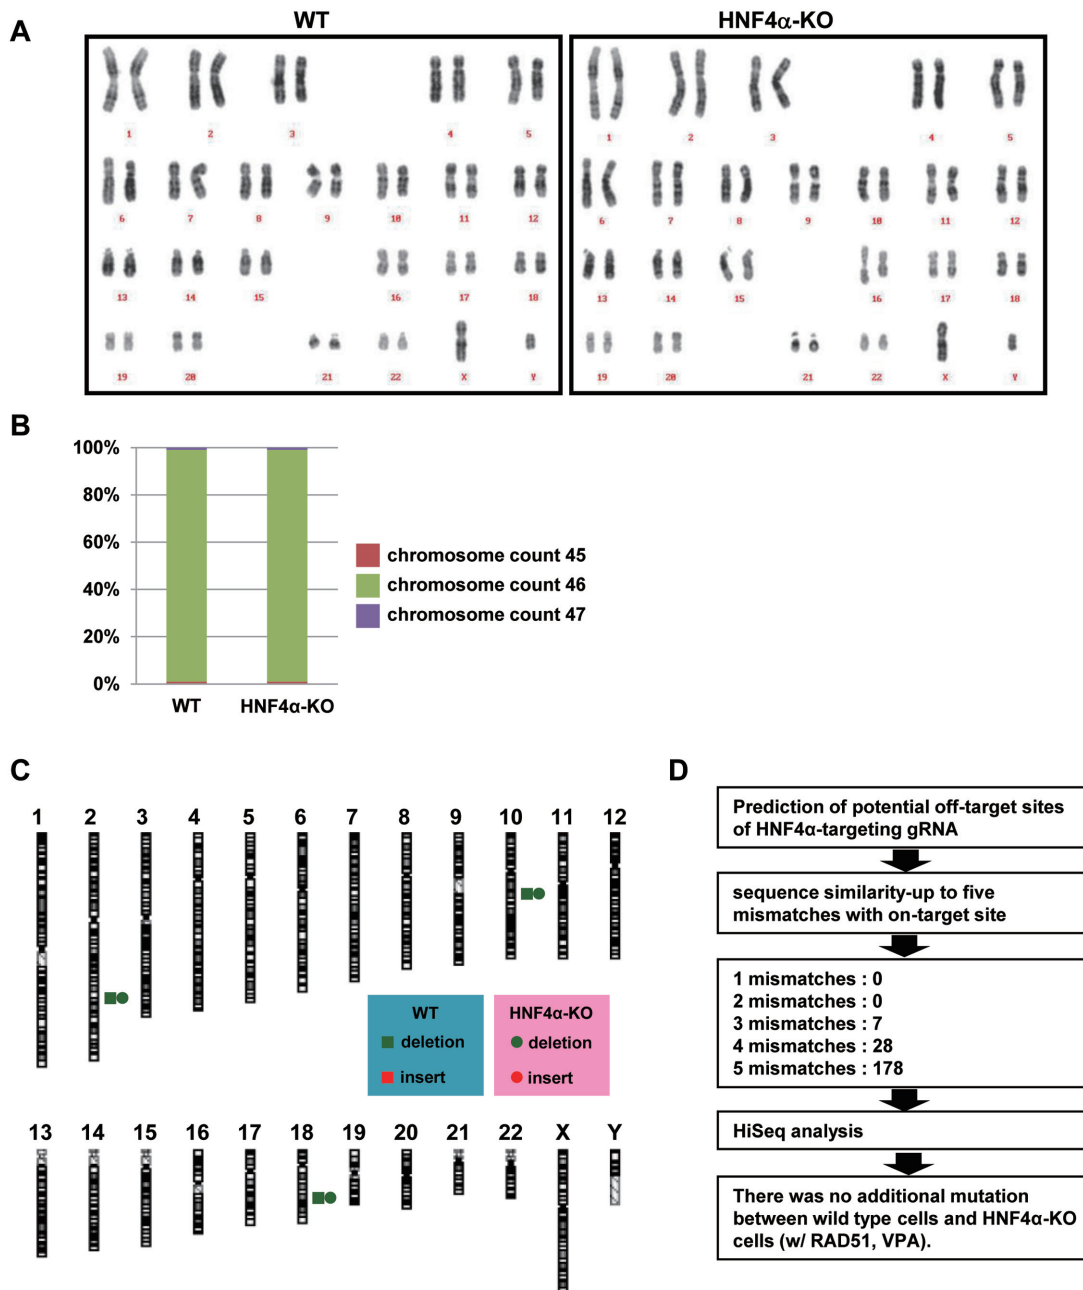 A
WT
HNF4α-KO
1 2 3 4 5
6 7 8 9 10 11 12
13 14 15 16 17 18
19 20 21 22 X Y
1 2 3 4 5
6 7 8 9 10 11 12
13 14 15 16 17 18
19 20 21 22 X Y
B
100%
80%
60%
40%
20%
0%
WT
HNF4α-KO
chromosome count 45
chromosome count 46
chromosome count 47
C
1 2 3 4 5 6 7 8 9 10 11 12
WT
deletion
insert
HNF4α-KO
deletion
insert
13 14 15 16 17 18 19 20 21 22 X Y
D
Prediction of potential off-target sites
of HNF4α-targeting gRNA
sequence similarity-up to five
mismatches with on-target site
1 mismatches : 0
2 mismatches : 0
3 mismatches : 7
4 mismatches : 28
5 mismatches : 178
HiSeq analysis
There was no additional mutation
between wild type cells and HNF4α-KO
cells (w/ RAD51, VPA).